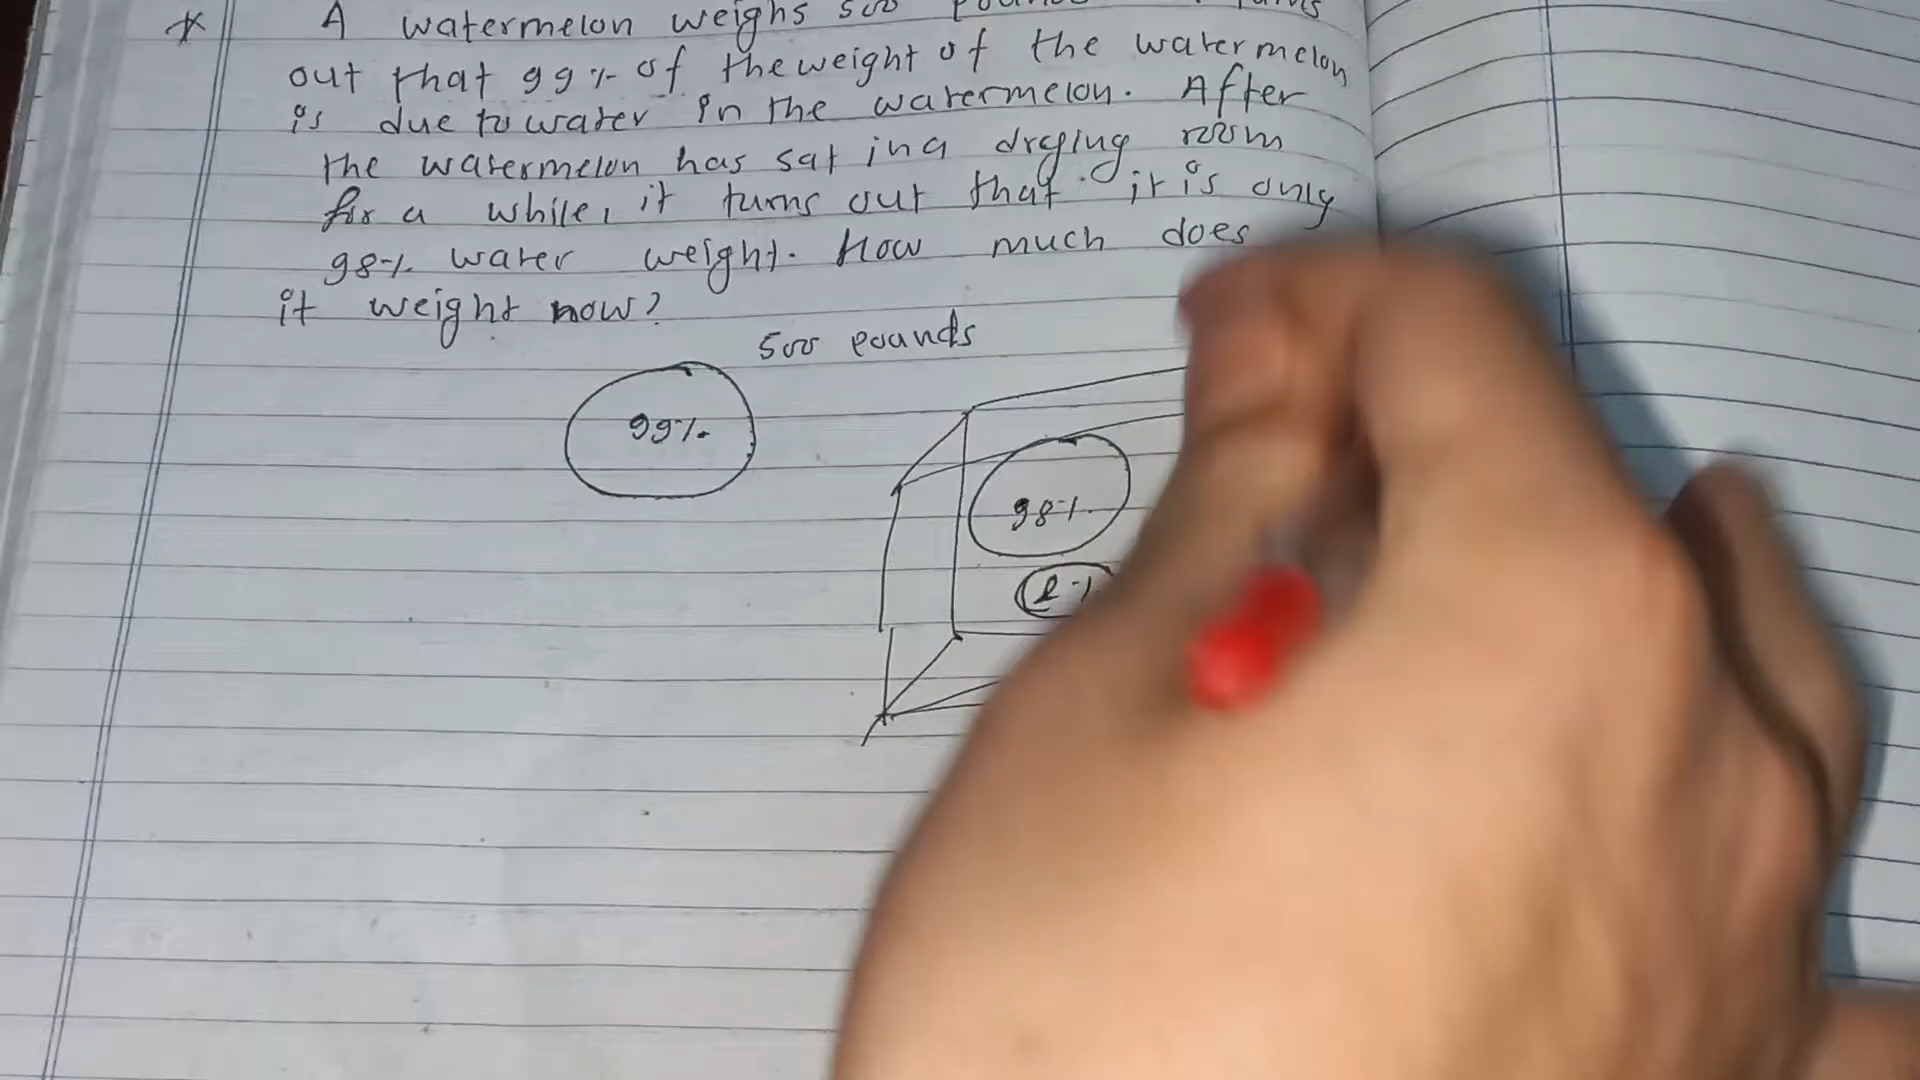 * A watermelon weighs 500
out that 99% of the weight of the watermelon
is due to water in the watermelon. After
the watermelon has sat in a drying room
for a while, it turns out that it is only
98% water weight. How much does
it weight now?
500 pounds
99%
98%
2%